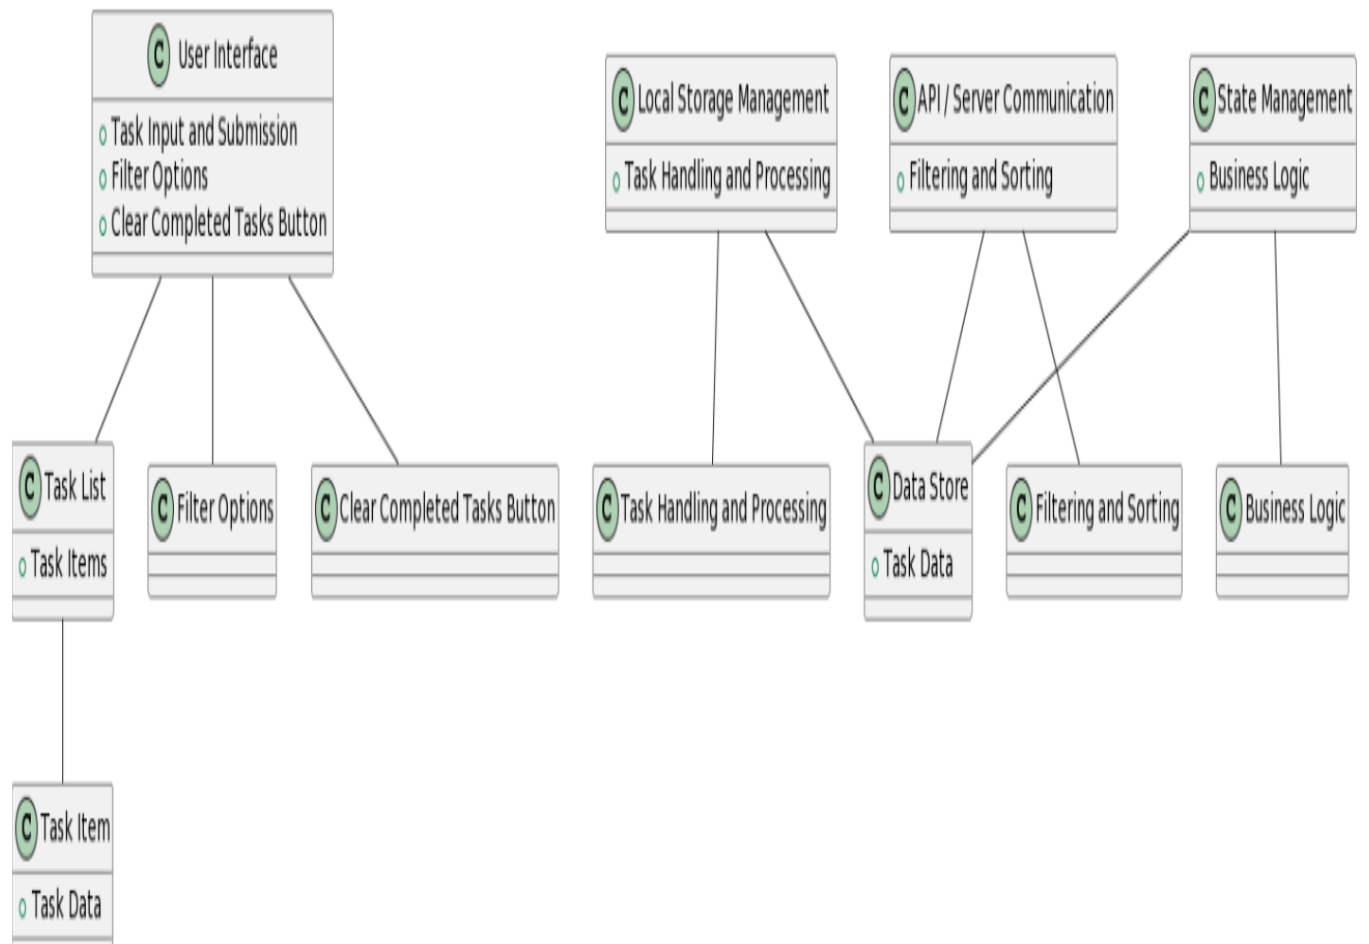 C User Interface
Task Input and Submission
Filter Options
Clear Completed Tasks Button
C Local Storage Management
Task Handling and Processing
C API / Server Communication
Filtering and Sorting
C State Management
Business Logic
C Task List
Task Items
C Filter Options
C Clear Completed Tasks Button
C Task Handling and Processing
C Data Store
Task Data
C Filtering and Sorting
C Business Logic
C Task Item
Task Data